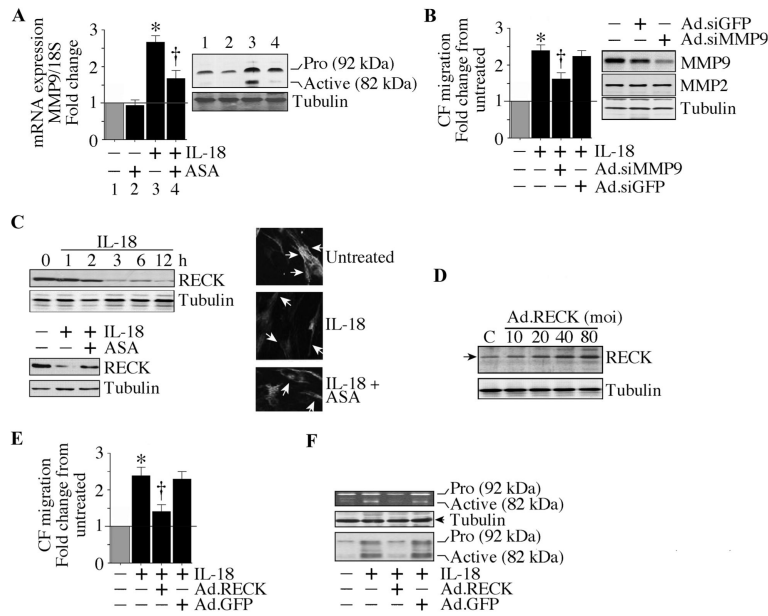 A
mRNA expression
MMP9/18S
Fold change
3
2
1
0
*
†
– – + + IL-18
– + – + ASA
1 2 3 4
1 2 3 4
Pro (92 kDa)
Active (82 kDa)
Tubulin
B
CF migration
Fold change from
untreated
3
2
1
0
*
†
– + + + IL-18
– – + – Ad.siMMP9
– – – + Ad.siGFP
– + – Ad.siGFP
– – + Ad.siMMP9
MMP9
MMP2
Tubulin
C
IL-18
0 1 2 3 6 12 h
RECK
Tubulin
– + + IL-18
– – + ASA
RECK
Tubulin
Untreated
IL-18
IL-18 +
ASA
D
Ad.RECK (moi)
C 10 20 40 80
RECK
Tubulin
E
CF migration
Fold change from
untreated
3
2
1
0
*
†
– + + + IL-18
– – + – Ad.RECK
– – – + Ad.GFP
F
Pro (92 kDa)
Active (82 kDa)
Tubulin
Pro (92 kDa)
Active (82 kDa)
– + + + IL-18
– – + – Ad.RECK
– – – + Ad.GFP